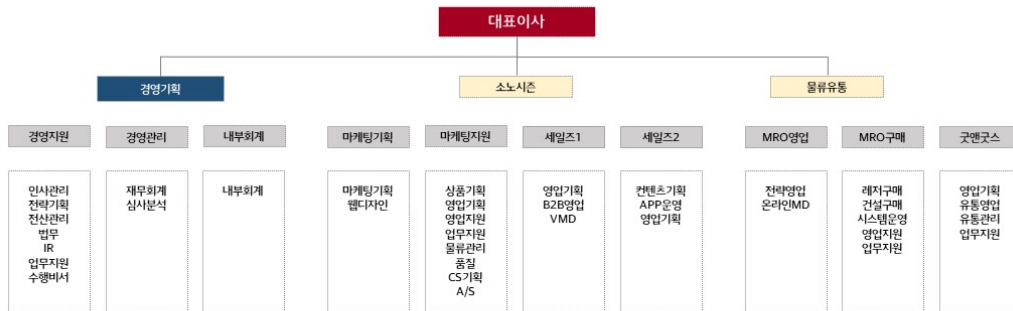 대표이사
경영기획
소노시즌
물류유통
경영지원
경영관리
내부회계
마케팅기획
마케팅지원
세일즈1
세일즈2
MRO영업
MRO구매
굿앤굿스
인사관리
전략기획
전산관리
법무
IR
업무지원
수행비서
재무회계
심사분석
내부회계
마케팅기획
웹디자인
상품기획
영업기획
영업지원
업무지원
물류관리
품질
CS기획
A/S
영업기획
B2B영업
VMD
컨텐츠기획
APP운영
영업기획
전략영업
온라인MD
레저구매
건설구매
시스템운영
영업지원
업무지원
영업기획
유통영업
유통관리
업무지원